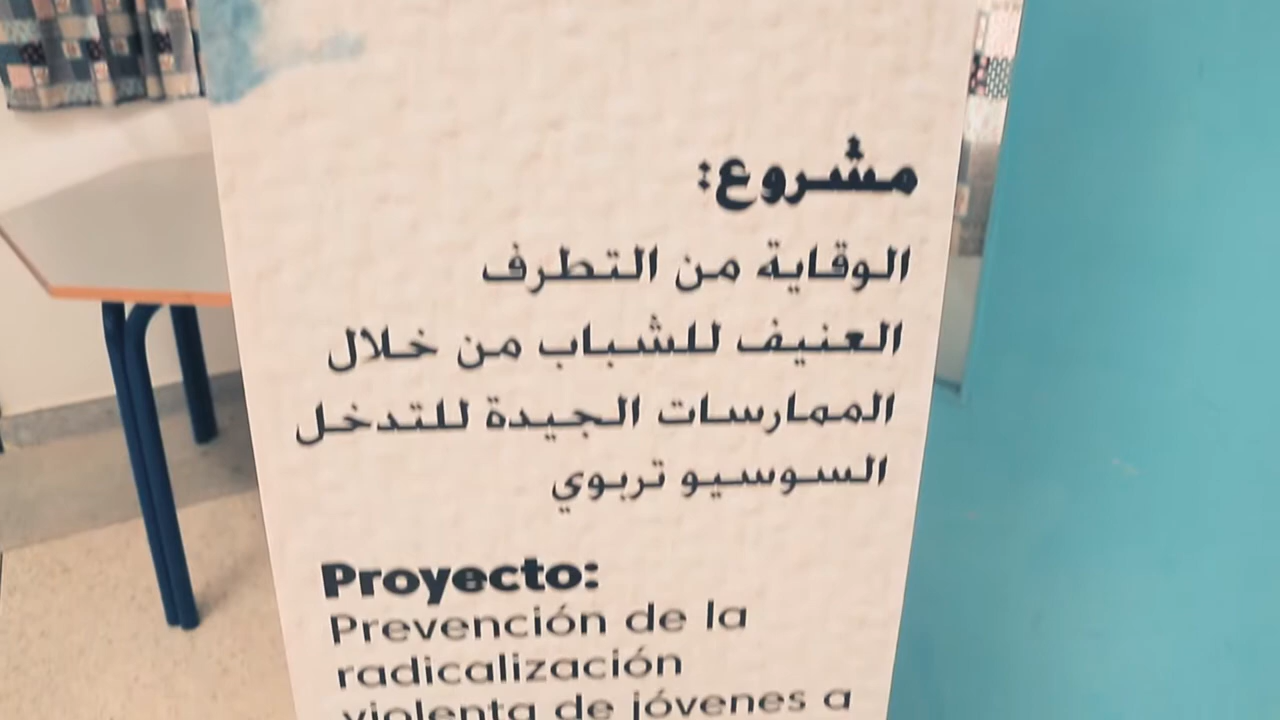 مشروع:
الوقاية من التطرف
العنيف للشباب من خلال
الممارسات الجيدة للتدخل
السوسيو تربوي
Proyecto:
Prevención de la
radicalización
violenta de jóvenes a